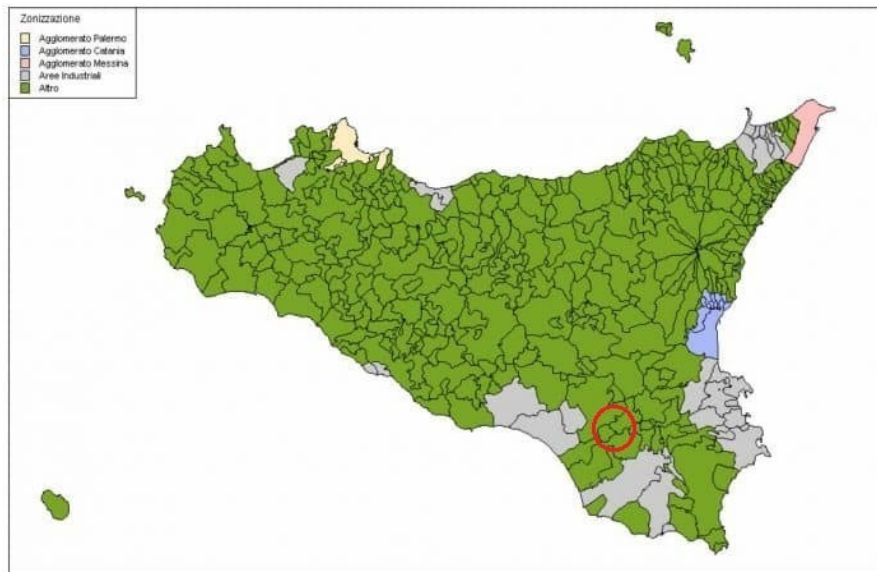 Zonizzazione
Agglomerato Palermo
Agglomerato Catania
Agglomerato Messina
Aree Industriali
Altro